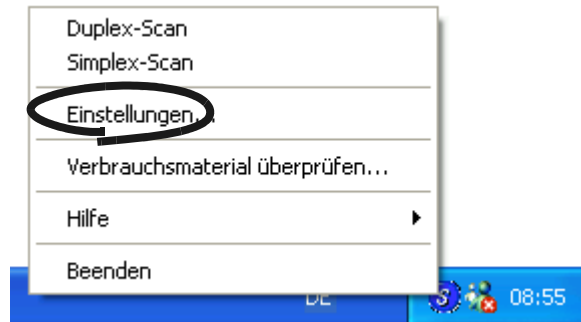 Duplex-Scan
Simplex-Scan
Einstellungen...
Verbrauchsmaterial überprüfen...
Hilfe
Beenden
DE
S
08:55